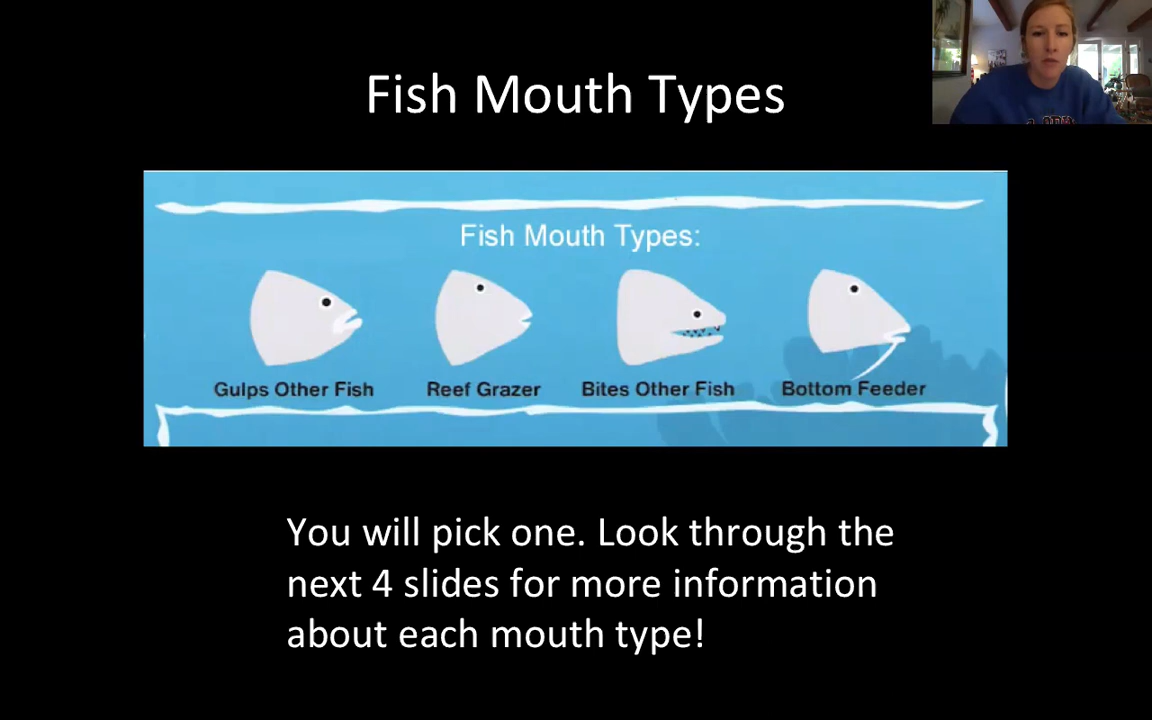 Fish Mouth Types
Fish Mouth Types:
Gulps Other Fish
Reef Grazer
Bites Other Fish
Bottom Feeder
You will pick one. Look through the
next 4 slides for more information
about each mouth type!